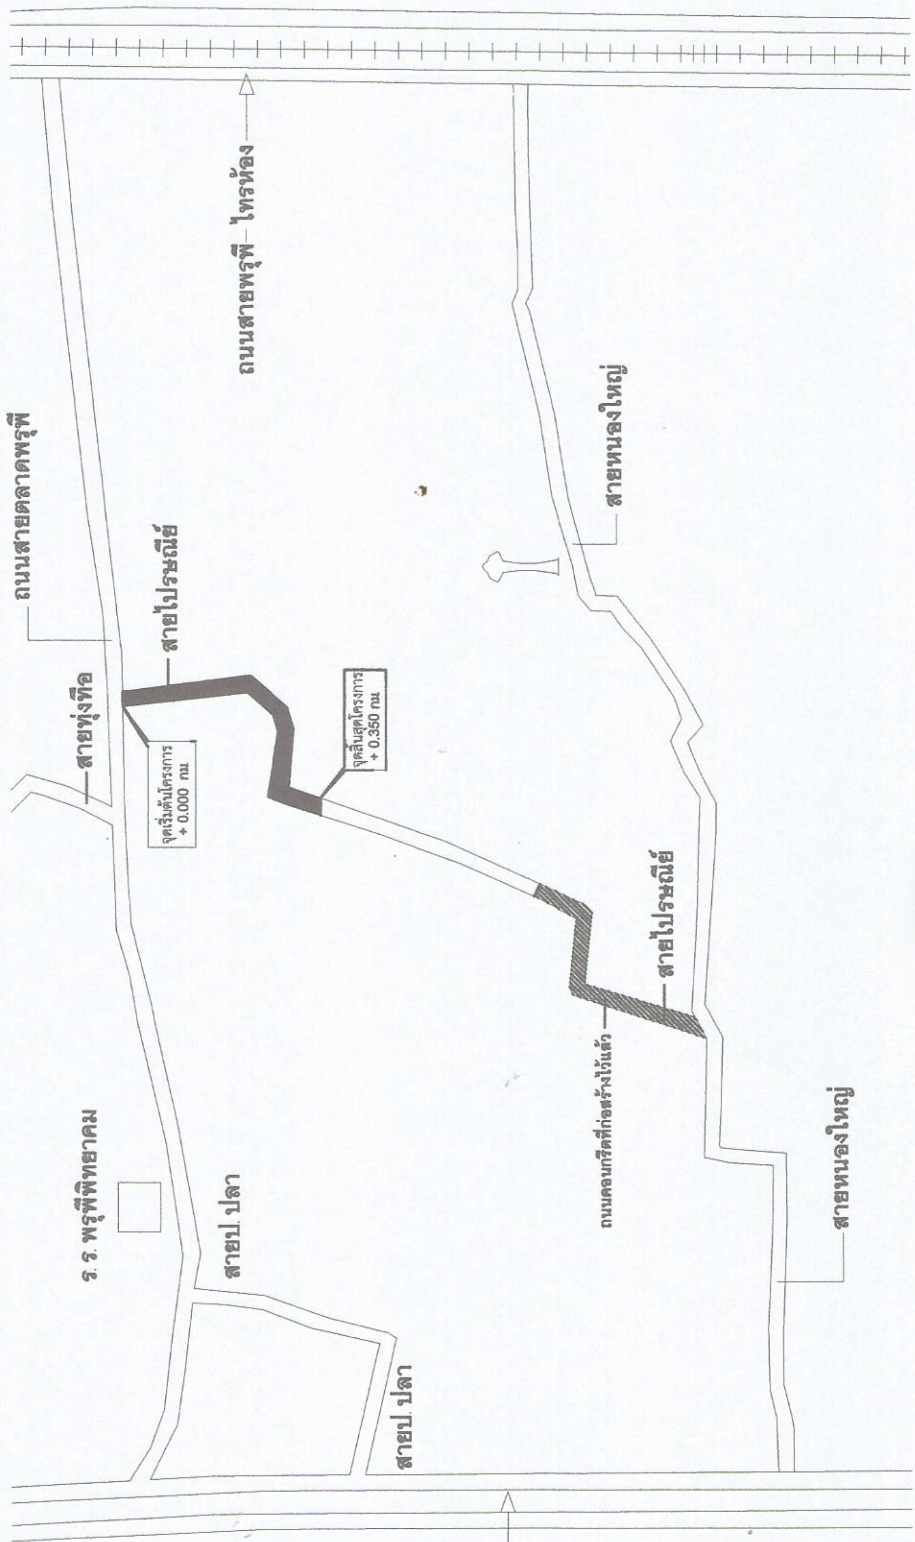 ร.ร. พรุพีพิทยาคม
สายทุ่งทือ
ถนนสายตลาดพรุพี
สายป. ปลา
จุดเริ่มต้นโครงการ
+ 0.000 กม
สายไปรษณีย์
ถนนสายพรุพี - ไทรห้อง
สายป. ปลา
จุดสิ้นสุดโครงการ
+ 0.350 กม
ถนนคอนกรีตที่ก่อสร้างไว้แล้ว
สายไปรษณีย์
สายหนองใหญ่
สายหนองใหญ่